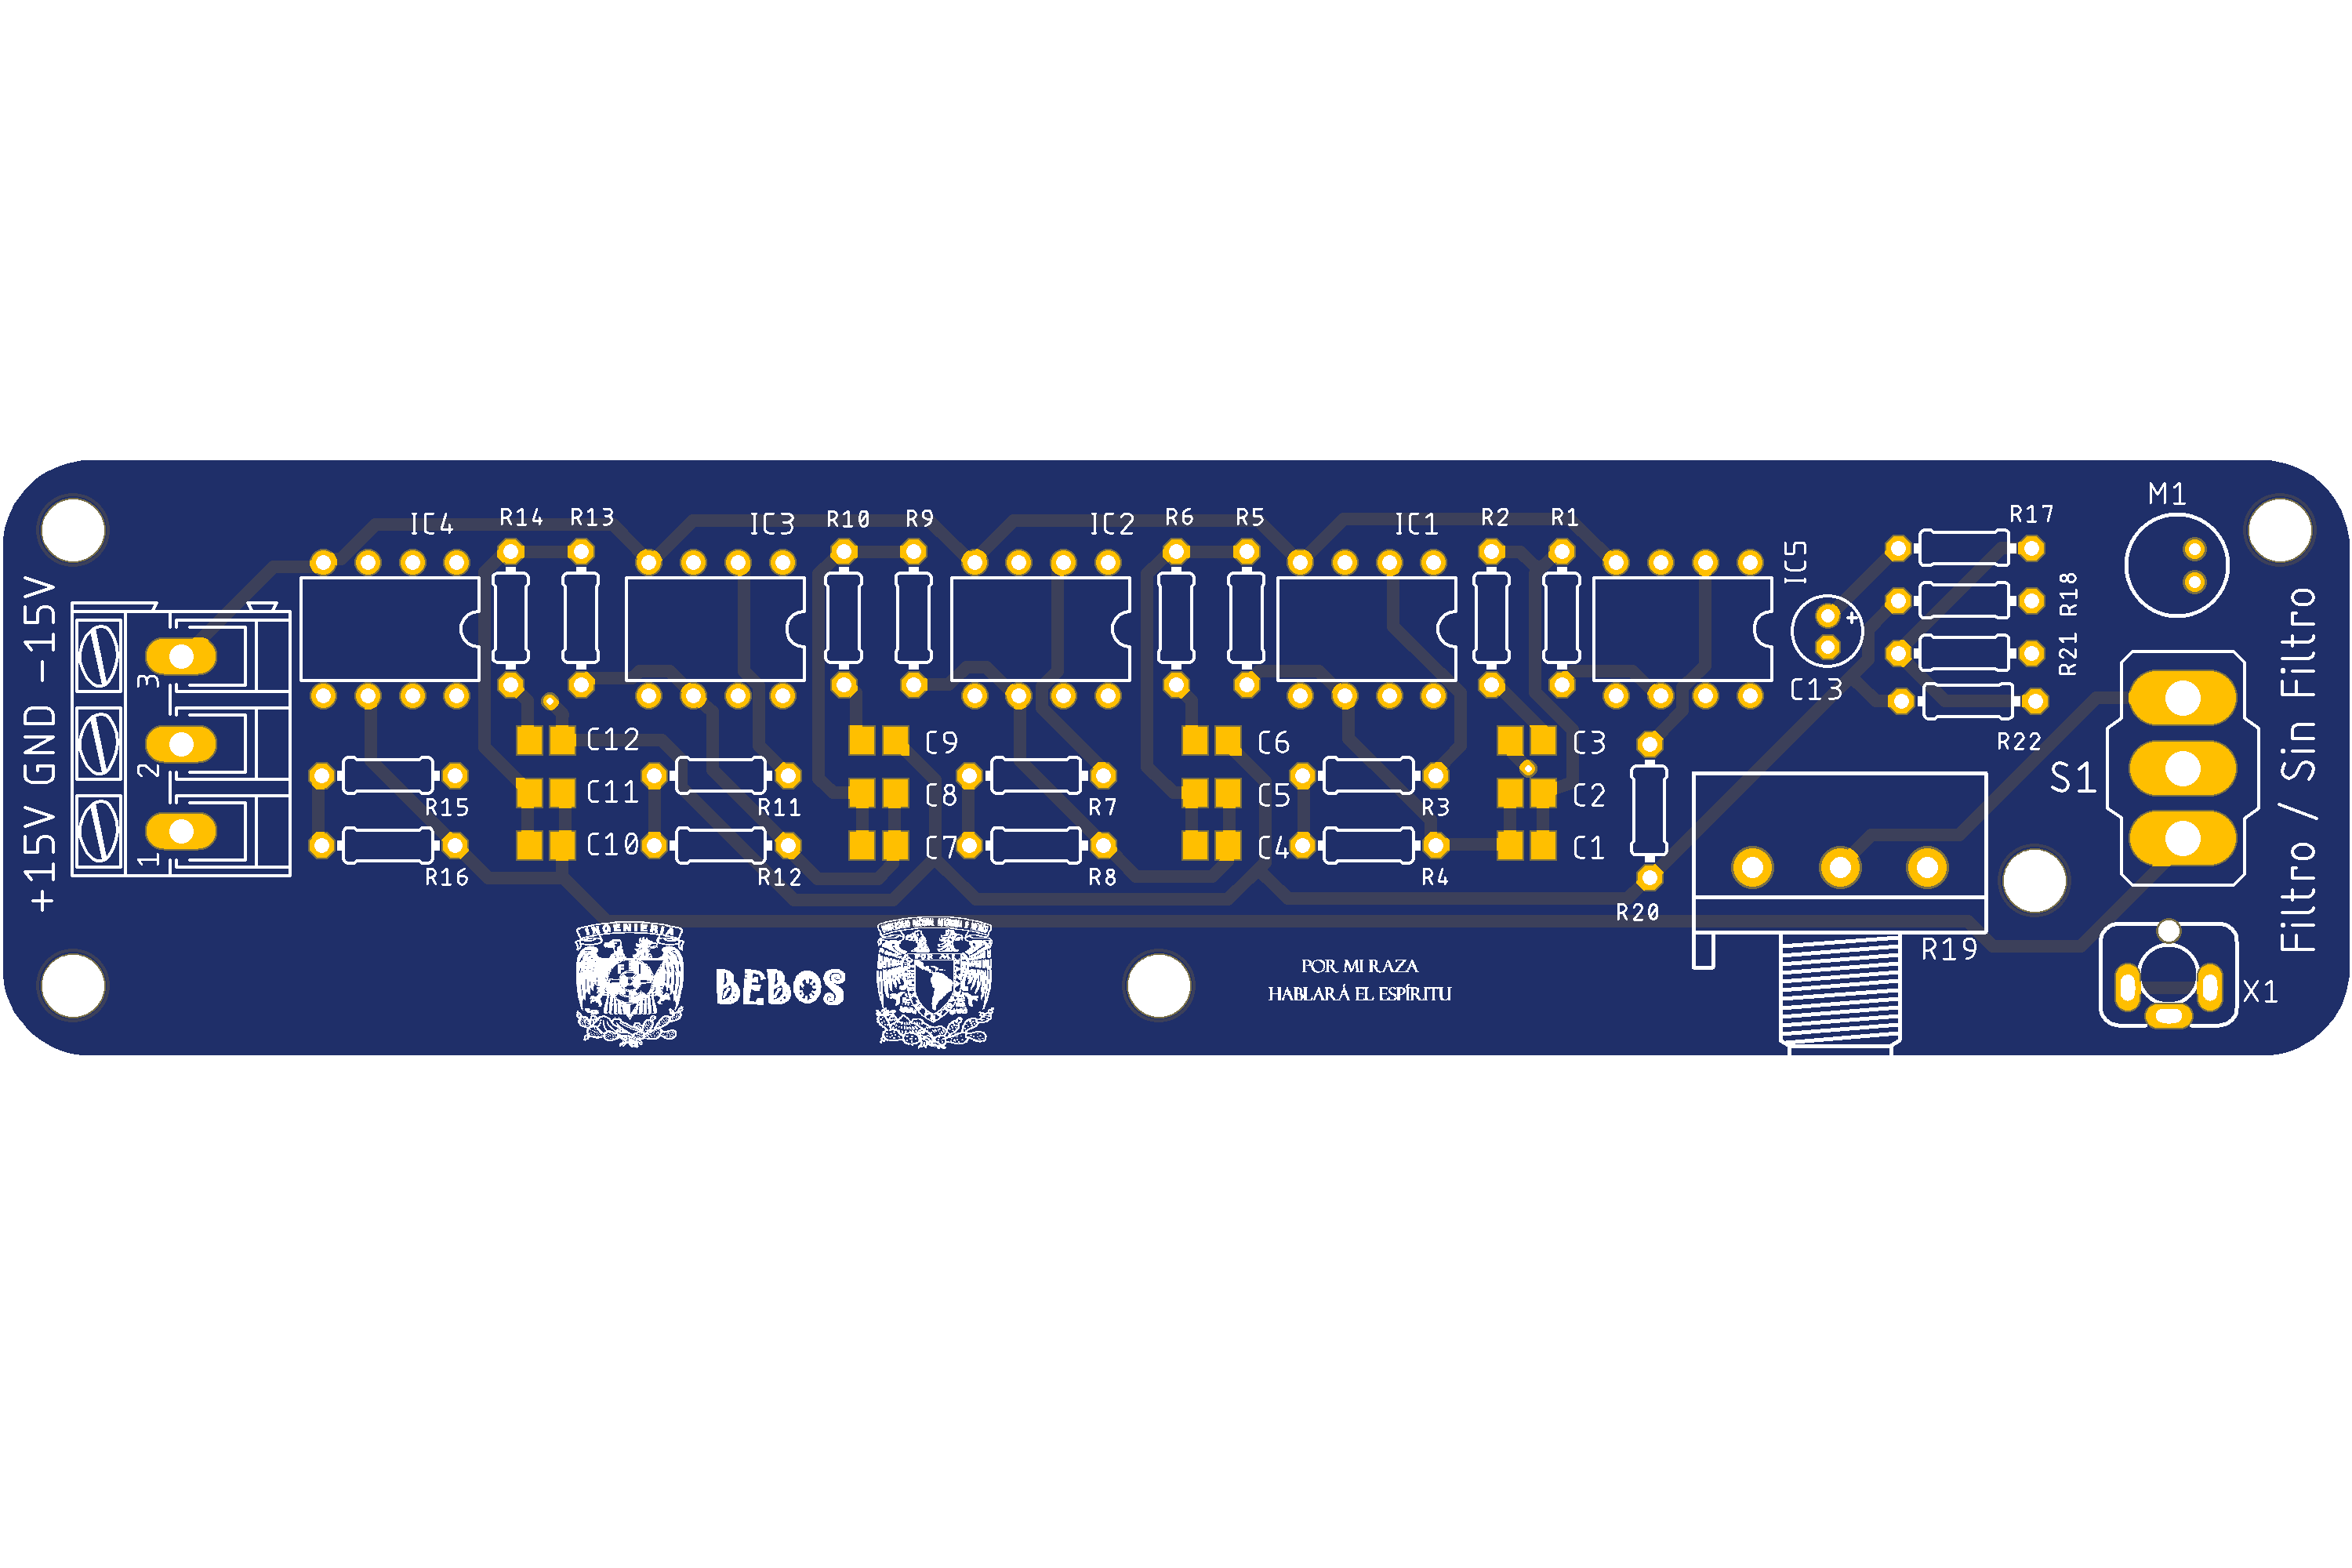 M1
IC4
R14
R13
IC3
R10
R9
IC2
R6
R5
IC1
R2
R1
R17
IC5
R18
R21
+15V GND -15V
3
2
1
C13
R22
C12
C9
C6
C3
S1
Filtro / Sin Filtro
C11
C8
C5
C2
R15
R11
R7
R3
C10
C7
C4
C1
R16
R12
R8
R4
R20
R19
INGENIERIA
POR MI
BEBOS
POR MI RAZA
HABLARÁ EL ESPÍRITU
X1
+